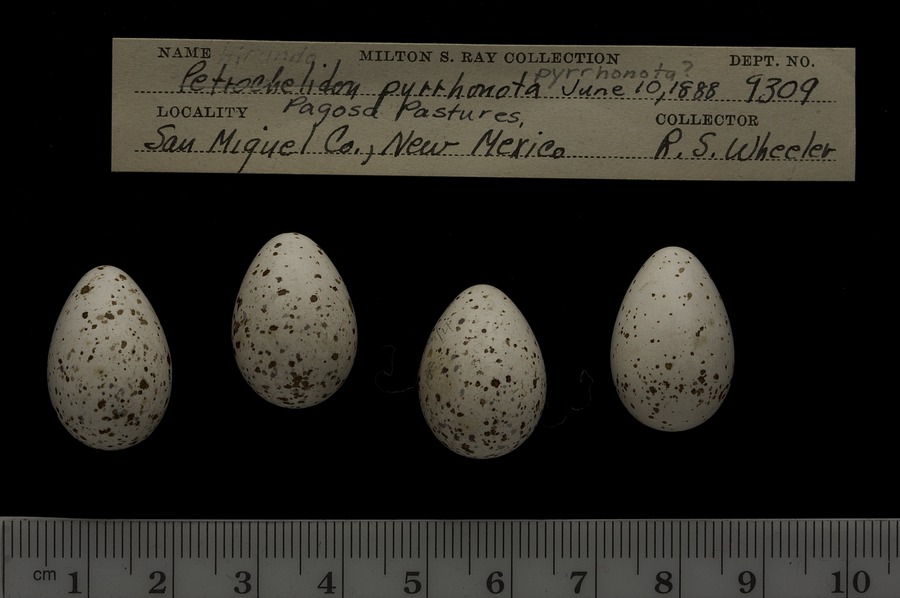 NAME Hirundo MILTON S. RAY COLLECTION DEPT. NO.
pyrrhonota?
Petrochelidon pyrrhonota June 10, 1888 9309
LOCALITY Pagosa Pastures, COLLECTOR
San Miguel Co., New Mexico R. S. Wheeler
cm 1 2 3 4 5 6 7 8 9 10